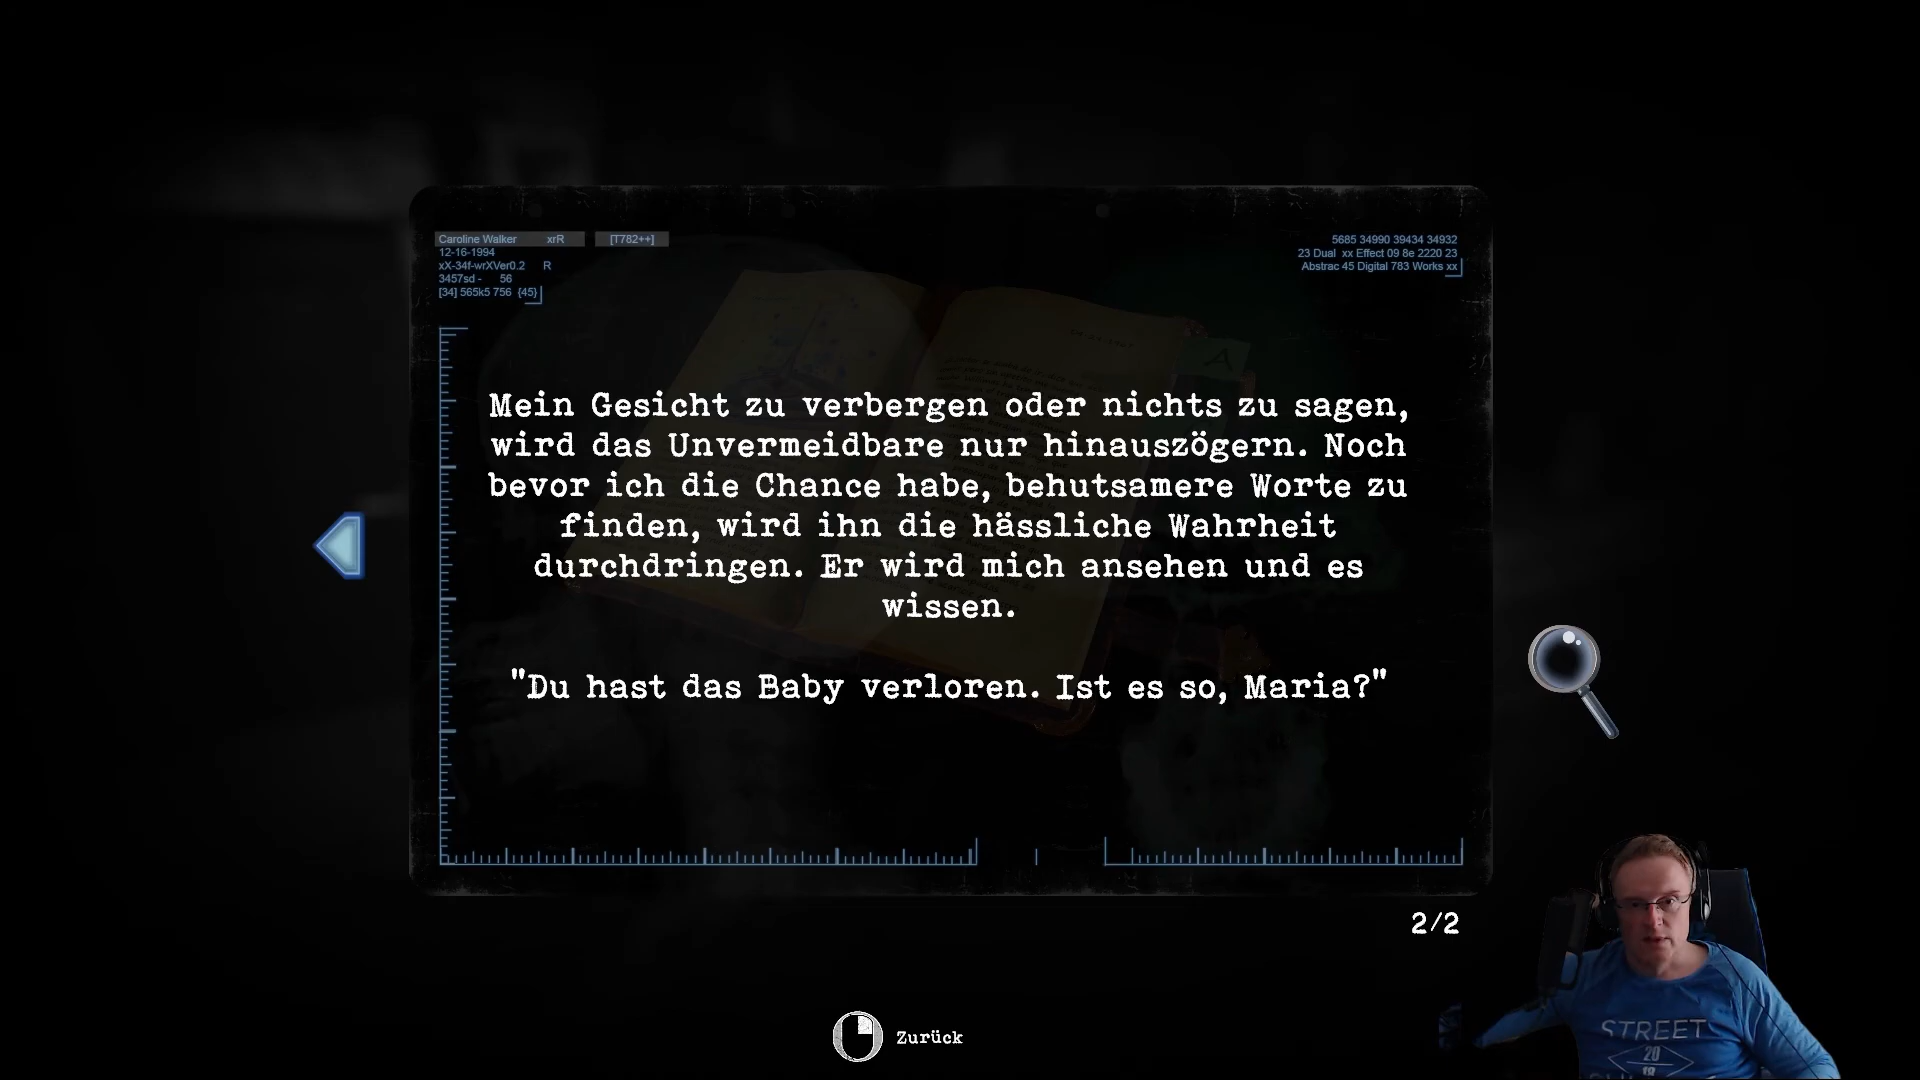 Caroline Walker xrR [T782++]
12-16-1994
xX-34f-wrXVer0.2 R
3457sd - 56
[34] 565k5 756 {45}
5685 34990 39434 34932
23 Dual xx Effect 09 8e 2220 23
Abstrac 45 Digital 783 Works xx
A
Mein Gesicht zu verbergen oder nichts zu sagen,
wird das Unvermeidbare nur hinauszögern. Noch
bevor ich die Chance habe, behutsamere Worte zu
finden, wird ihn die hässliche Wahrheit
durchdringen. Er wird mich ansehen und es
wissen.
"Du hast das Baby verloren. Ist es so, Maria?"
2/2
Zurück
STREET
20
18